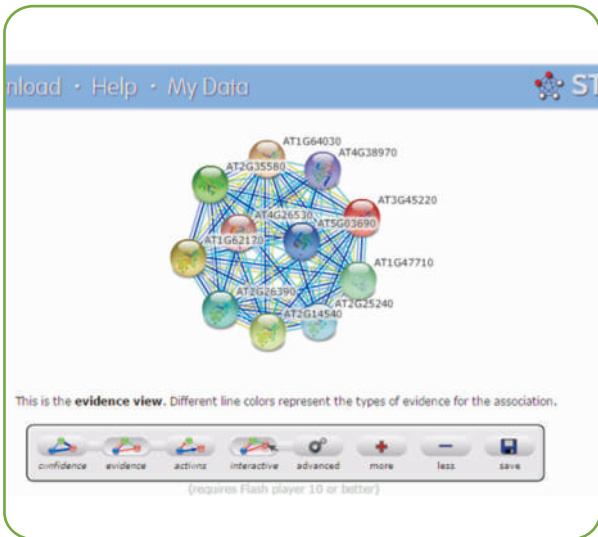 nload · Help · My Data ST
AT1G64030
AT4G38970
AT2G35580
AT3G45220
AT4G26530
AT5G03690
AT1G62170
AT1G47710
AT2G26390
AT2G25240
AT2G14540
This is the evidence view. Different line colors represent the types of evidence for the association.
confidence evidence actions interactive advanced more less save
(requires Flash player 10 or better)